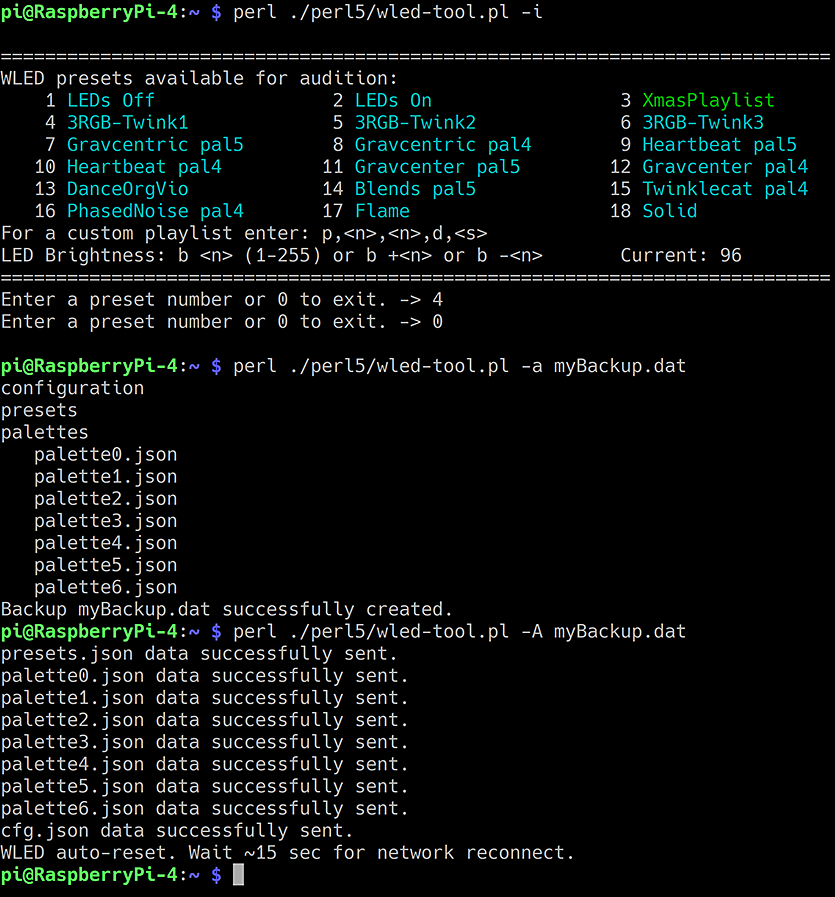 pi@RaspberryPi-4:~ $ perl ./perl5/wled-tool.pl -i
===========================================================================
WLED presets available for audition:
    1 LEDs Off                2 LEDs On                 3 XmasPlaylist
    4 3RGB-Twink1             5 3RGB-Twink2             6 3RGB-Twink3
    7 Gravcentric pal5        8 Gravcentric pal4        9 Heartbeat pal5
   10 Heartbeat pal4         11 Gravcenter pal5        12 Gravcenter pal4
   13 DanceOrgVio            14 Blends pal5            15 Twinklecat pal4
   16 PhasedNoise pal4       17 Flame                  18 Solid
For a custom playlist enter: p,<n>,<n>,d,<s>
LED Brightness: b <n> (1-255) or b +<n> or b -<n>       Current: 96
===========================================================================
Enter a preset number or 0 to exit. -> 4
Enter a preset number or 0 to exit. -> 0
pi@RaspberryPi-4:~ $ perl ./perl5/wled-tool.pl -a myBackup.dat
configuration
presets
palettes
   palette0.json
   palette1.json
   palette2.json
   palette3.json
   palette4.json
   palette5.json
   palette6.json
Backup myBackup.dat successfully created.
pi@RaspberryPi-4:~ $ perl ./perl5/wled-tool.pl -A myBackup.dat
presets.json data successfully sent.
palette0.json data successfully sent.
palette1.json data successfully sent.
palette2.json data successfully sent.
palette3.json data successfully sent.
palette4.json data successfully sent.
palette5.json data successfully sent.
palette6.json data successfully sent.
cfg.json data successfully sent.
WLED auto-reset. Wait ~15 sec for network reconnect.
pi@RaspberryPi-4:~ $